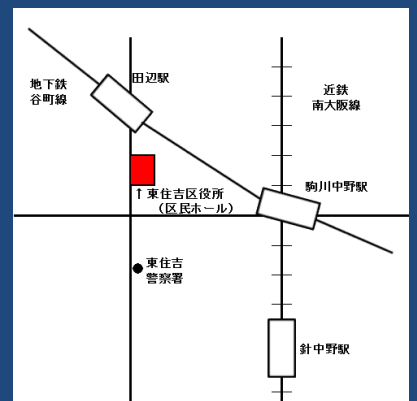 田辺駅
地下鉄
谷町線
近鉄
南大阪線
駒川中野駅
↑東住吉区役所
（区民ホール）
東住吉
警察署
針中野駅